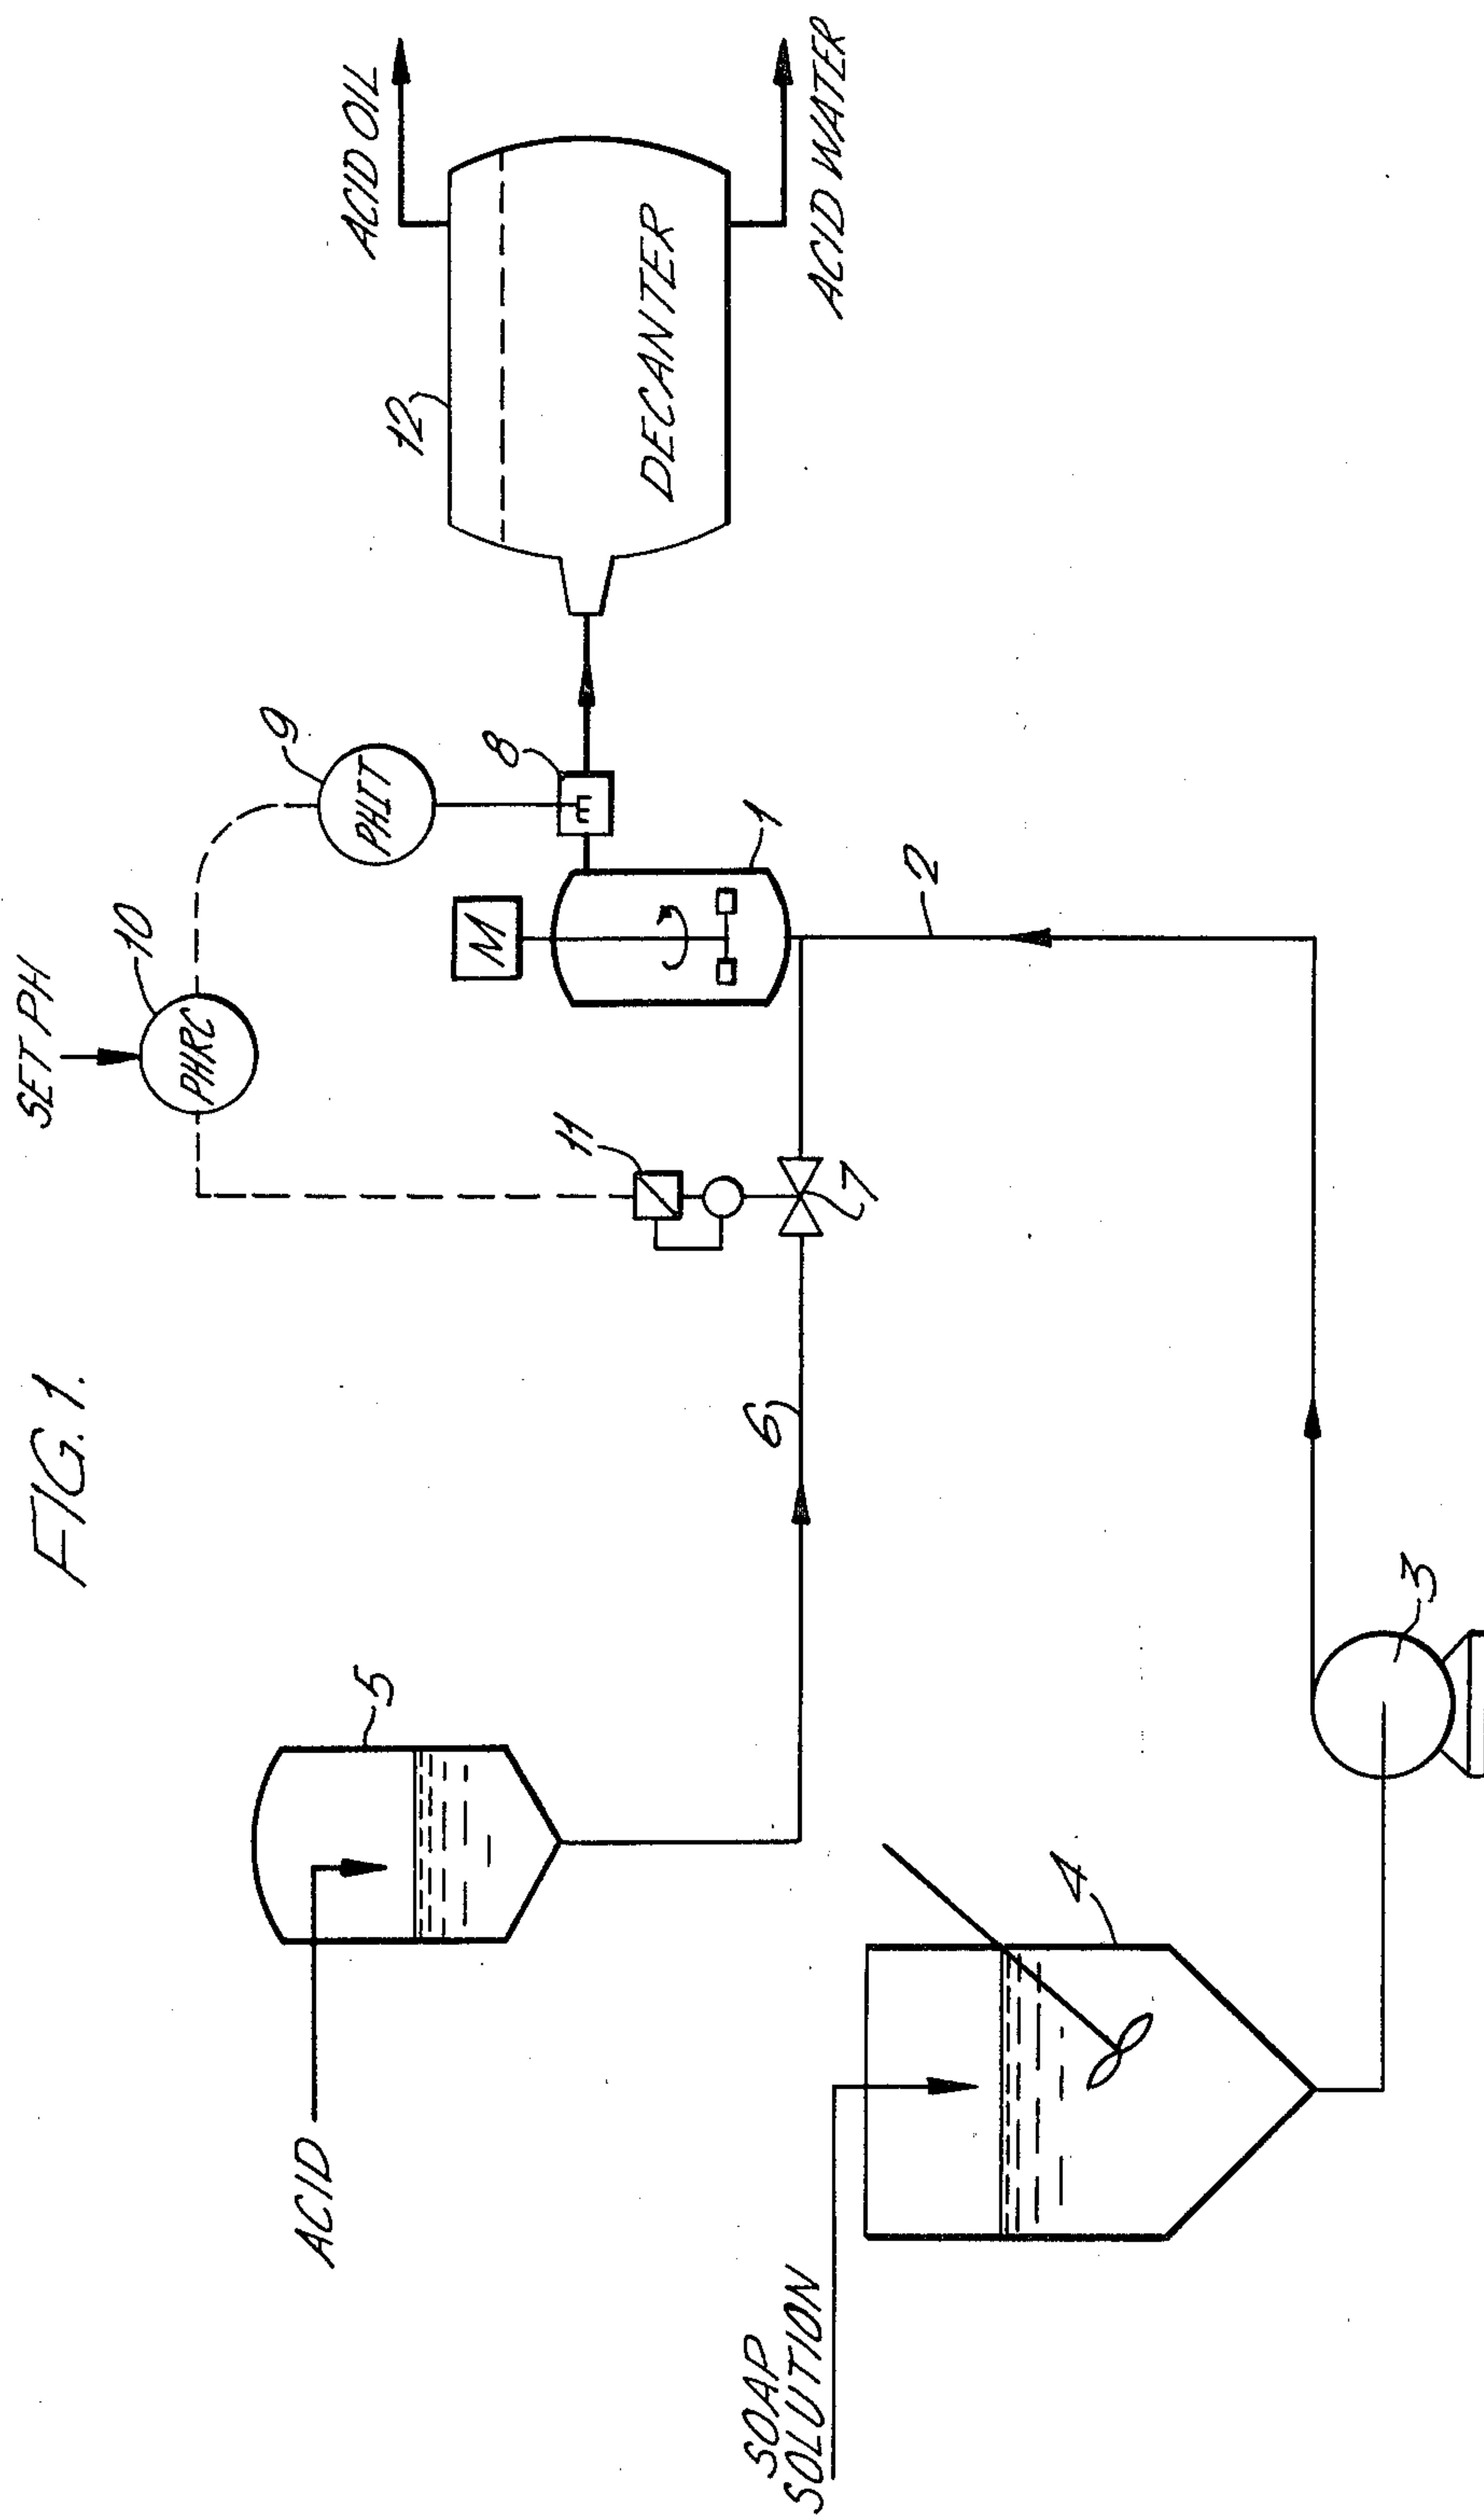 FIG. 1.
SET PH
10
PHRC
9
PHIT
ACID OIL
12
DECANTER
ACID WATER
8
E
M
1
11
7
2
5
6
ACID
SOAP
SOLUTION
4
3